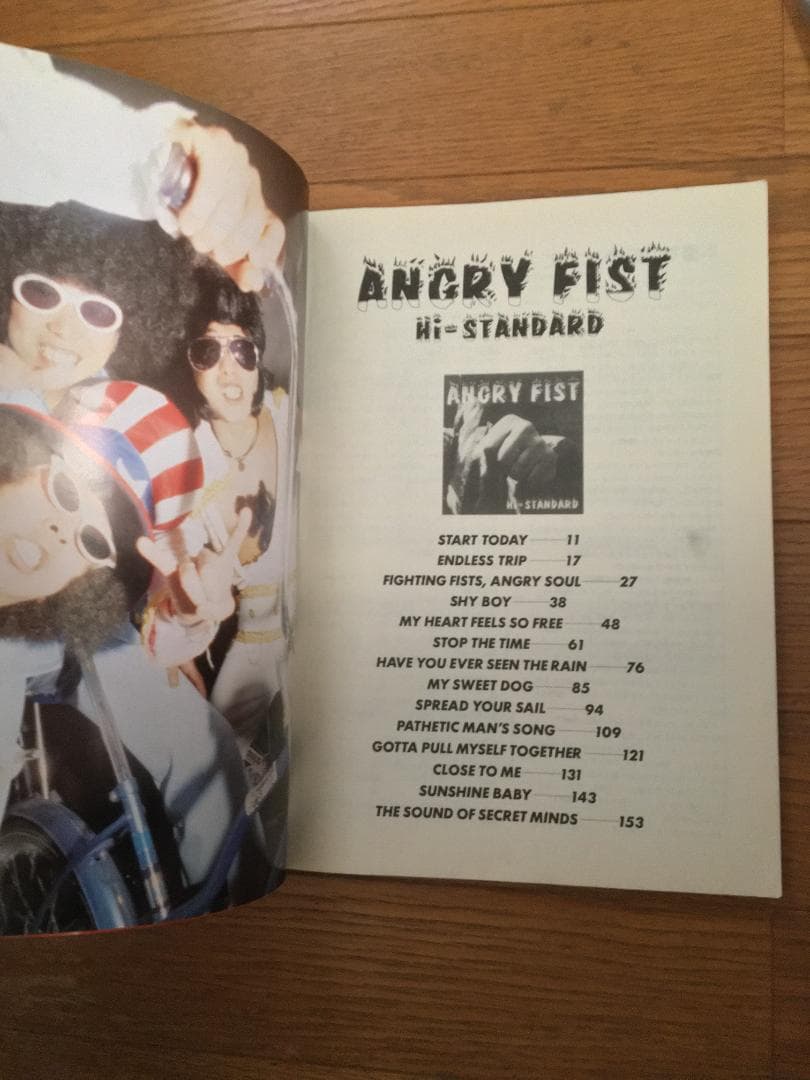 ANGRY FIST
Hi-STANDARD
ANGRY FIST
Hi-STANDARD
START TODAY 11
ENDLESS TRIP 17
FIGHTING FISTS, ANGRY SOUL 27
SHY BOY 38
MY HEART FEELS SO FREE 48
STOP THE TIME 61
HAVE YOU EVER SEEN THE RAIN 76
MY SWEET DOG 85
SPREAD YOUR SAIL 94
PATHETIC MAN'S SONG 109
GOTTA PULL MYSELF TOGETHER 121
CLOSE TO ME 131
SUNSHINE BABY 143
THE SOUND OF SECRET MINDS 153